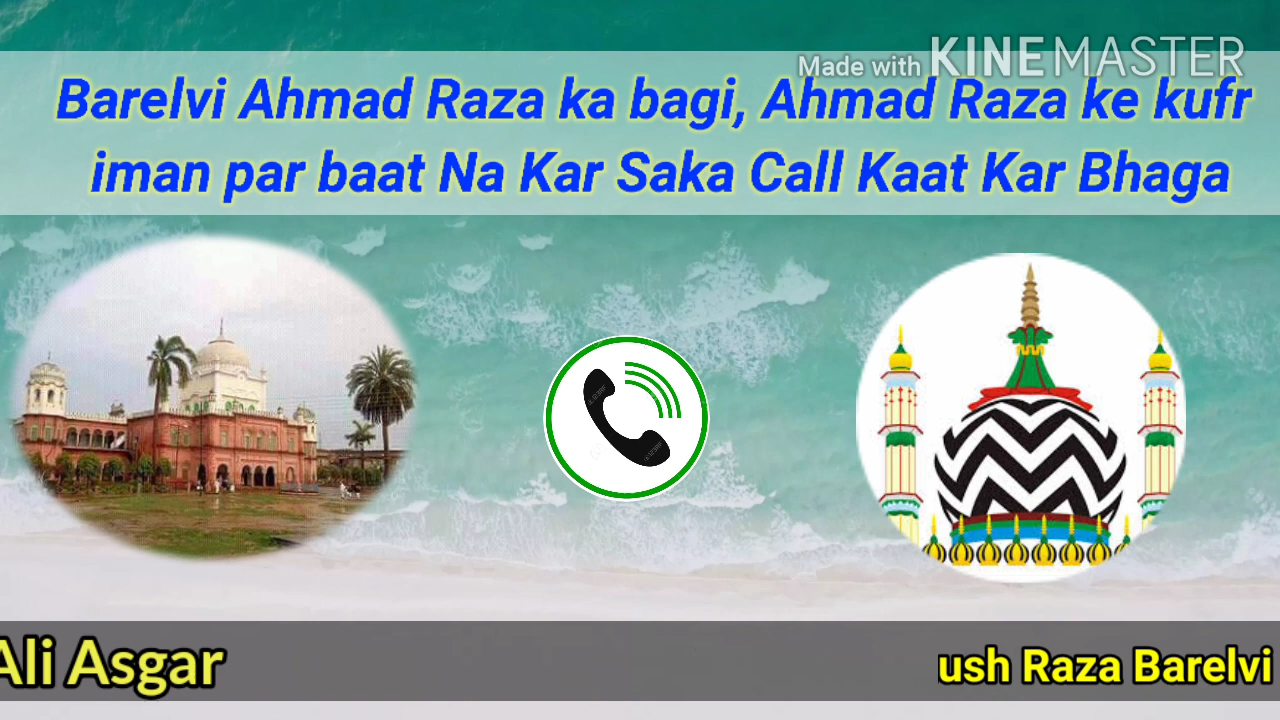 Made with KINEMASTER
Barelvi Ahmad Raza ka bagi, Ahmad Raza ke kufr
iman par baat Na Kar Saka Call Kaat Kar Bhaga
Ali Asgar
ush Raza Barelvi